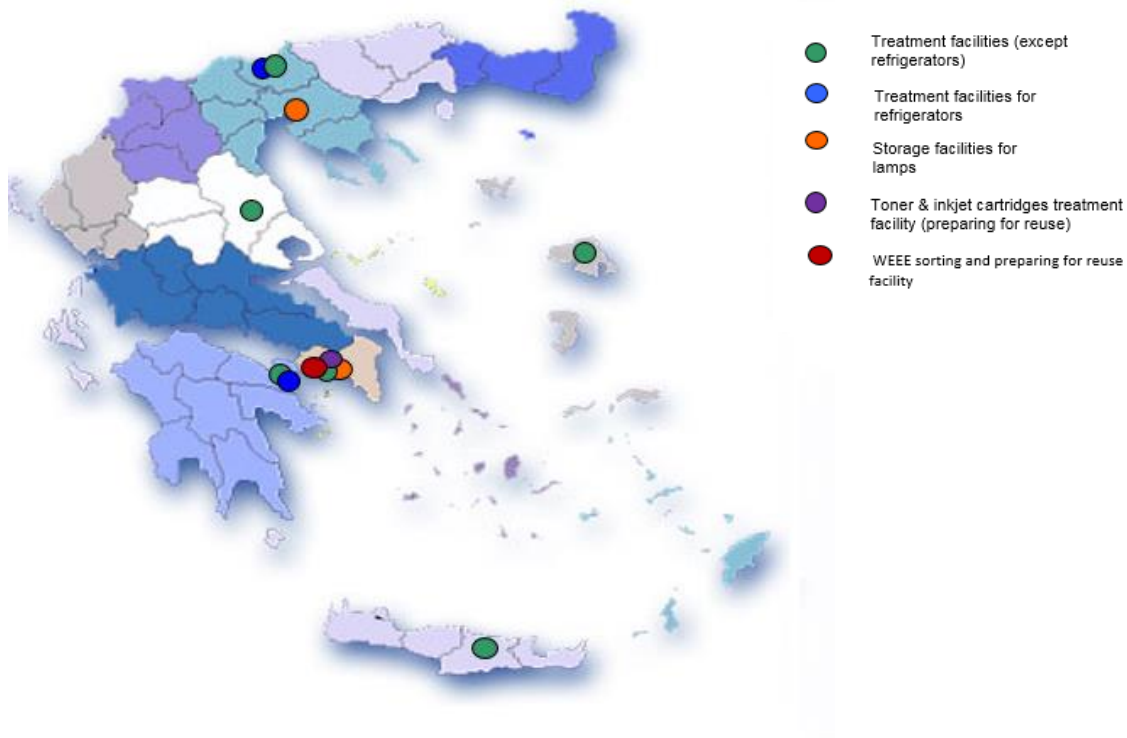 Treatment facilities (except
refrigerators)
Treatment facilities for
refrigerators
Storage facilities for
lamps
Toner & inkjet cartridges treatment
facility (preparing for reuse)
WEEE sorting and preparing for reuse
facility